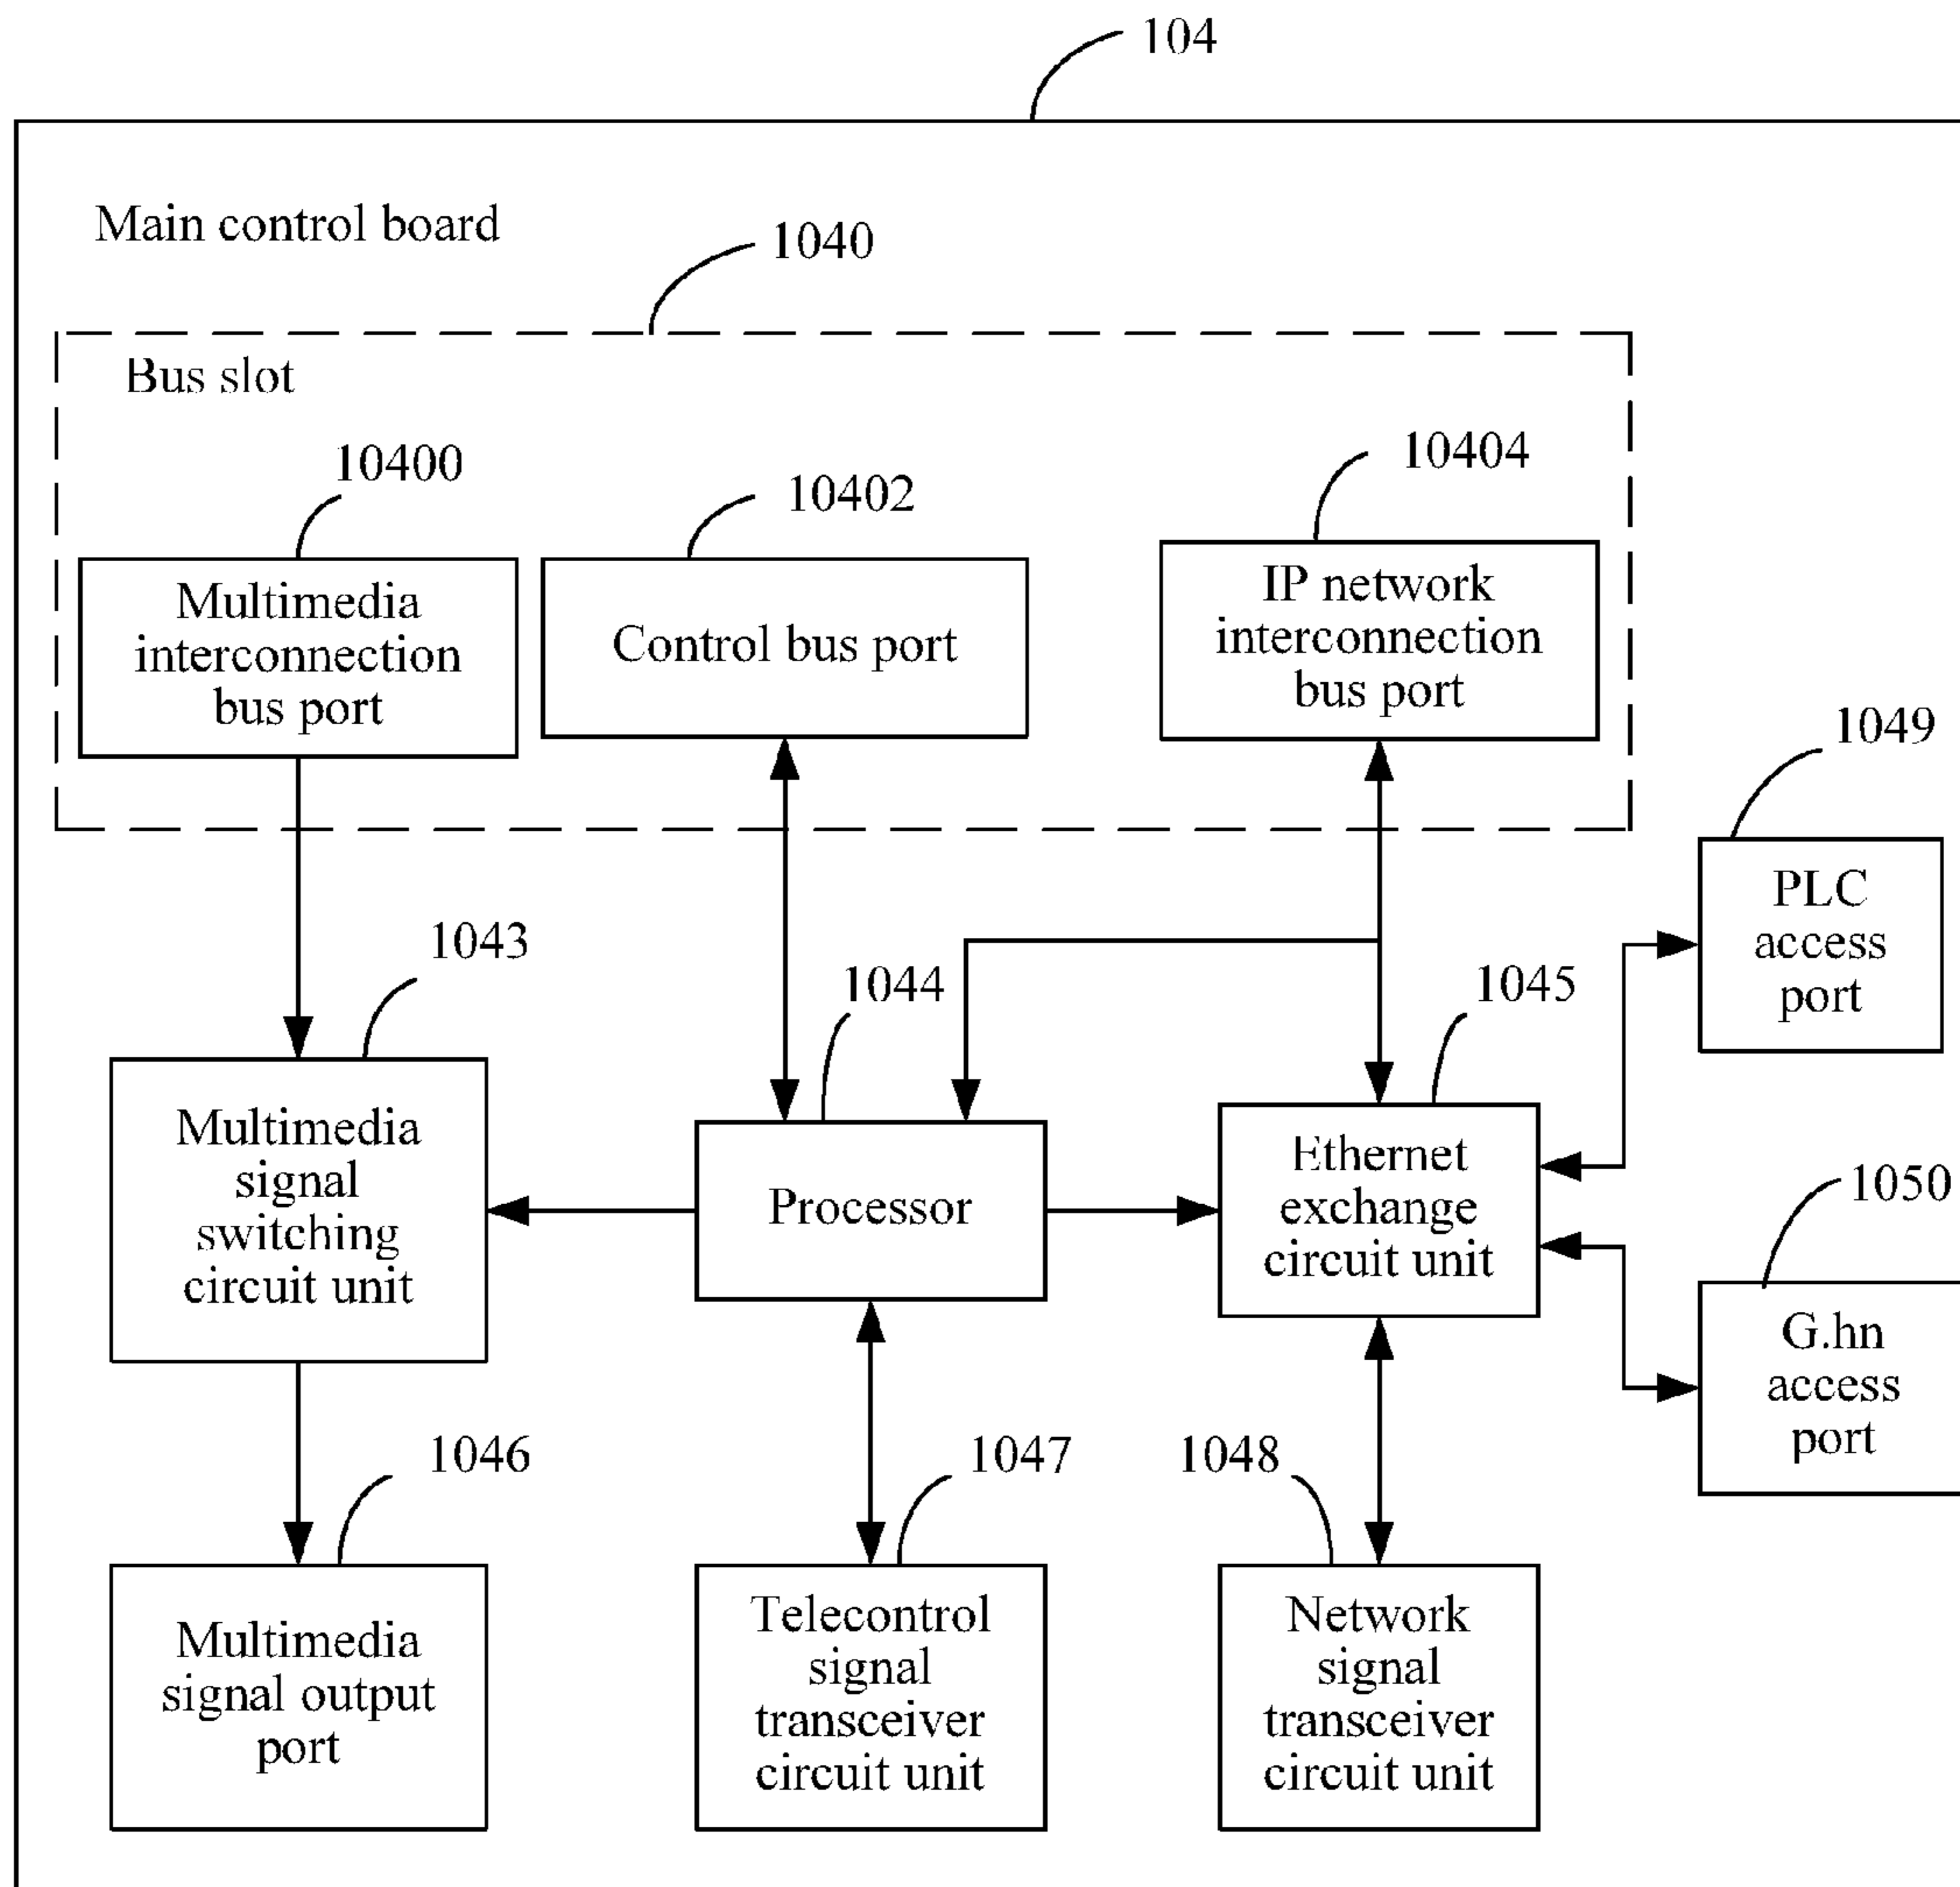 104
Main control board
1040
Bus slot
10400
10402
10404
Multimedia
interconnection
bus port
Control bus port
IP network
interconnection
bus port
1049
PLC
access
port
1043
1044
1045
Multimedia
signal
switching
circuit unit
Processor
Ethernet
exchange
circuit unit
1050
G.hn
access
port
1046
1047
1048
Multimedia
signal output
port
Telecontrol
signal
transceiver
circuit unit
Network
signal
transceiver
circuit unit